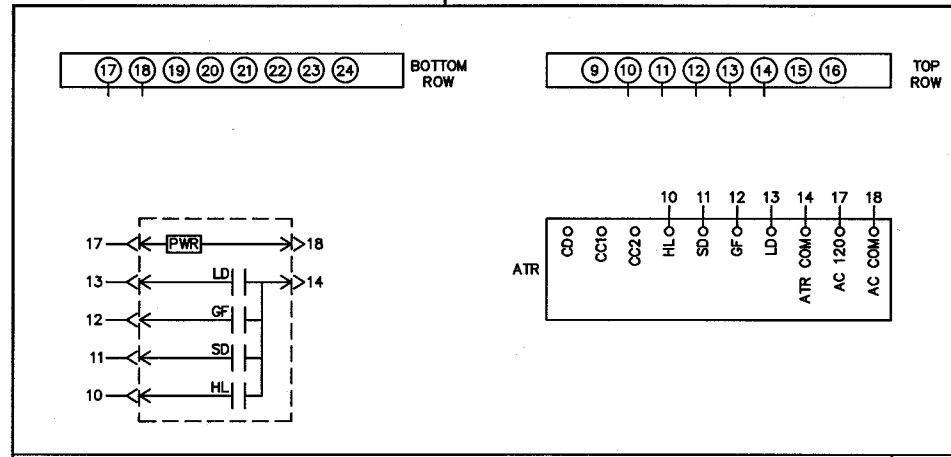 17 18 19 20 21 22 23 24 BOTTOM ROW
9 10 11 12 13 14 15 16 TOP ROW
17 PWR 18
13 LD 14
12 GF
11 SD
10 HL
10 11 12 13 14 17 18
ATR CD CC1 CC2 HL SD GF LD ATR COM AC 120 AC COM